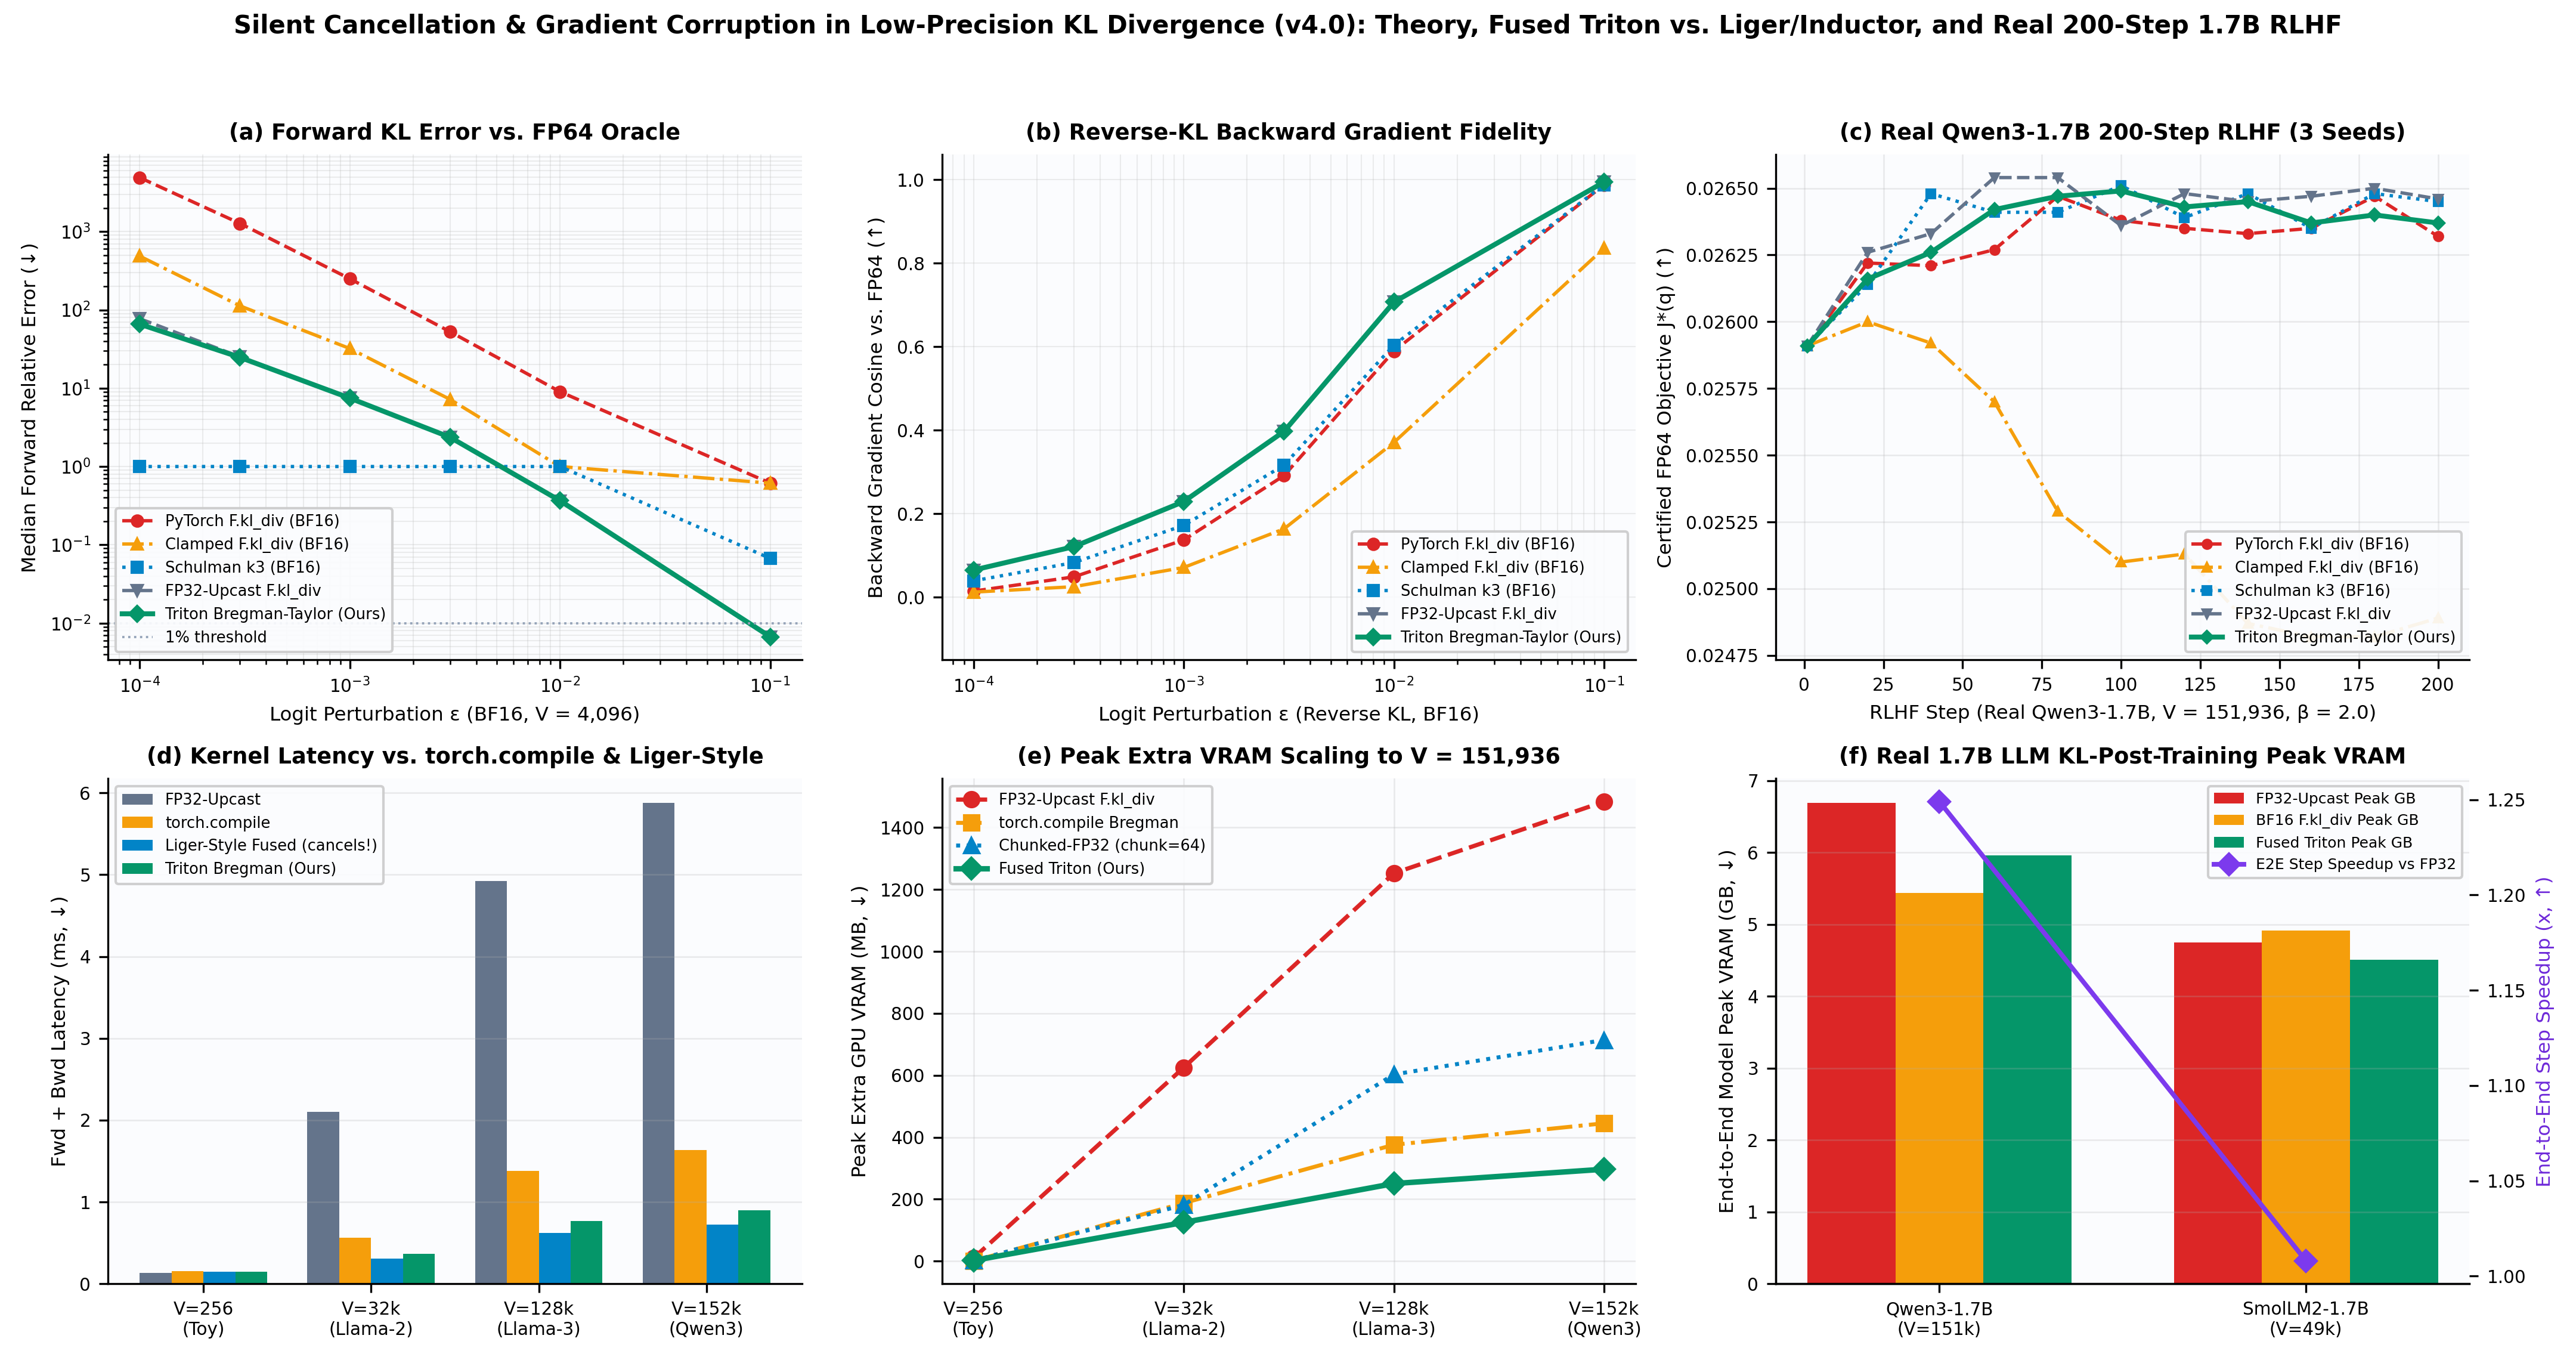 Silent Cancellation & Gradient Corruption in Low-Precision KL Divergence (v4.0): Theory, Fused Triton vs. Liger/Inductor, and Real 200-Step 1.7B RLHF
(a) Forward KL Error vs. FP64 Oracle
Median Forward Relative Error (↓)
10³
10²
10¹
10⁰
10⁻¹
10⁻²
PyTorch F.kl_div (BF16)
Clamped F.kl_div (BF16)
Schulman k3 (BF16)
FP32-Upcast F.kl_div
Triton Bregman-Taylor (Ours)
1% threshold
10⁻⁴ 10⁻³ 10⁻² 10⁻¹
Logit Perturbation ε (BF16, V = 4,096)
(b) Reverse-KL Backward Gradient Fidelity
Backward Gradient Cosine vs. FP64 (↑)
1.0
0.8
0.6
0.4
0.2
0.0
PyTorch F.kl_div (BF16)
Clamped F.kl_div (BF16)
Schulman k3 (BF16)
FP32-Upcast F.kl_div
Triton Bregman-Taylor (Ours)
10⁻⁴ 10⁻³ 10⁻² 10⁻¹
Logit Perturbation ε (Reverse KL, BF16)
(c) Real Qwen3-1.7B 200-Step RLHF (3 Seeds)
Certified FP64 Objective J*(q) (↑)
0.02650
0.02625
0.02600
0.02575
0.02550
0.02525
0.02500
0.02475
PyTorch F.kl_div (BF16)
Clamped F.kl_div (BF16)
Schulman k3 (BF16)
FP32-Upcast F.kl_div
Triton Bregman-Taylor (Ours)
0 25 50 75 100 125 150 175 200
RLHF Step (Real Qwen3-1.7B, V = 151,936, β = 2.0)
(d) Kernel Latency vs. torch.compile & Liger-Style
Fwd + Bwd Latency (ms, ↓)
6
5
4
3
2
1
0
FP32-Upcast
torch.compile
Liger-Style Fused (cancels!)
Triton Bregman (Ours)
V=256 V=32k V=128k V=152k
(Toy) (Llama-2) (Llama-3) (Qwen3)
(e) Peak Extra VRAM Scaling to V = 151,936
Peak Extra GPU VRAM (MB, ↓)
1400
1200
1000
800
600
400
200
0
FP32-Upcast F.kl_div
torch.compile Bregman
Chunked-FP32 (chunk=64)
Fused Triton (Ours)
V=256 V=32k V=128k V=152k
(Toy) (Llama-2) (Llama-3) (Qwen3)
(f) Real 1.7B LLM KL-Post-Training Peak VRAM
End-to-End Model Peak VRAM (GB, ↓)
7
6
5
4
3
2
1
0
FP32-Upcast Peak GB
BF16 F.kl_div Peak GB
Fused Triton Peak GB
E2E Step Speedup vs FP32
1.25
1.20
1.15
1.10
1.05
1.00
End-to-End Step Speedup (x, ↑)
Qwen3-1.7B SmolLM2-1.7B
(V=151k) (V=49k)